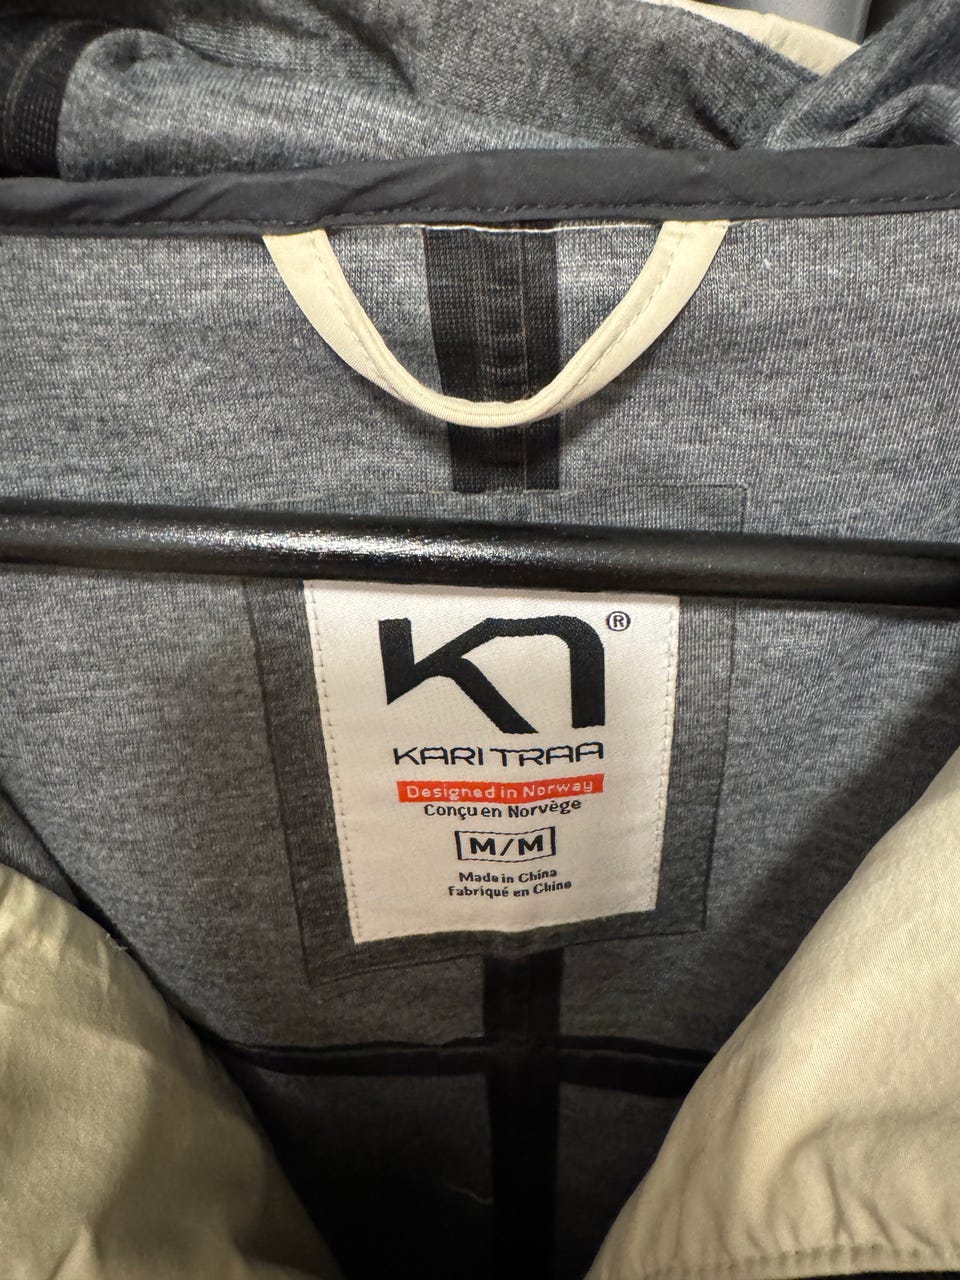 ®
KARI TRAA
Designed in Norway
Conçu en Norvège
M/M
Made in China
Fabriqué en Chine